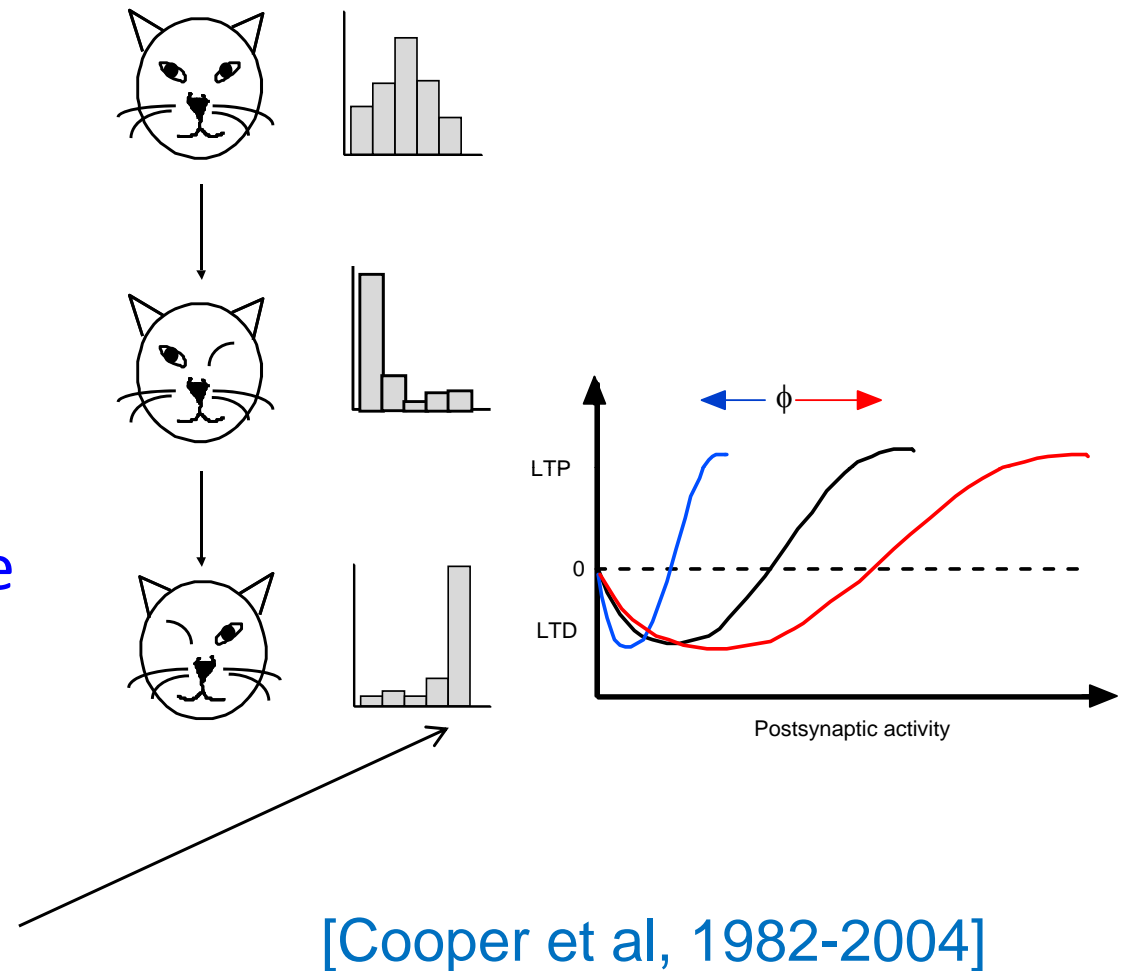 ϕ
LTP
0
e
LTD
Postsynaptic activity
[Cooper et al, 1982-2004]